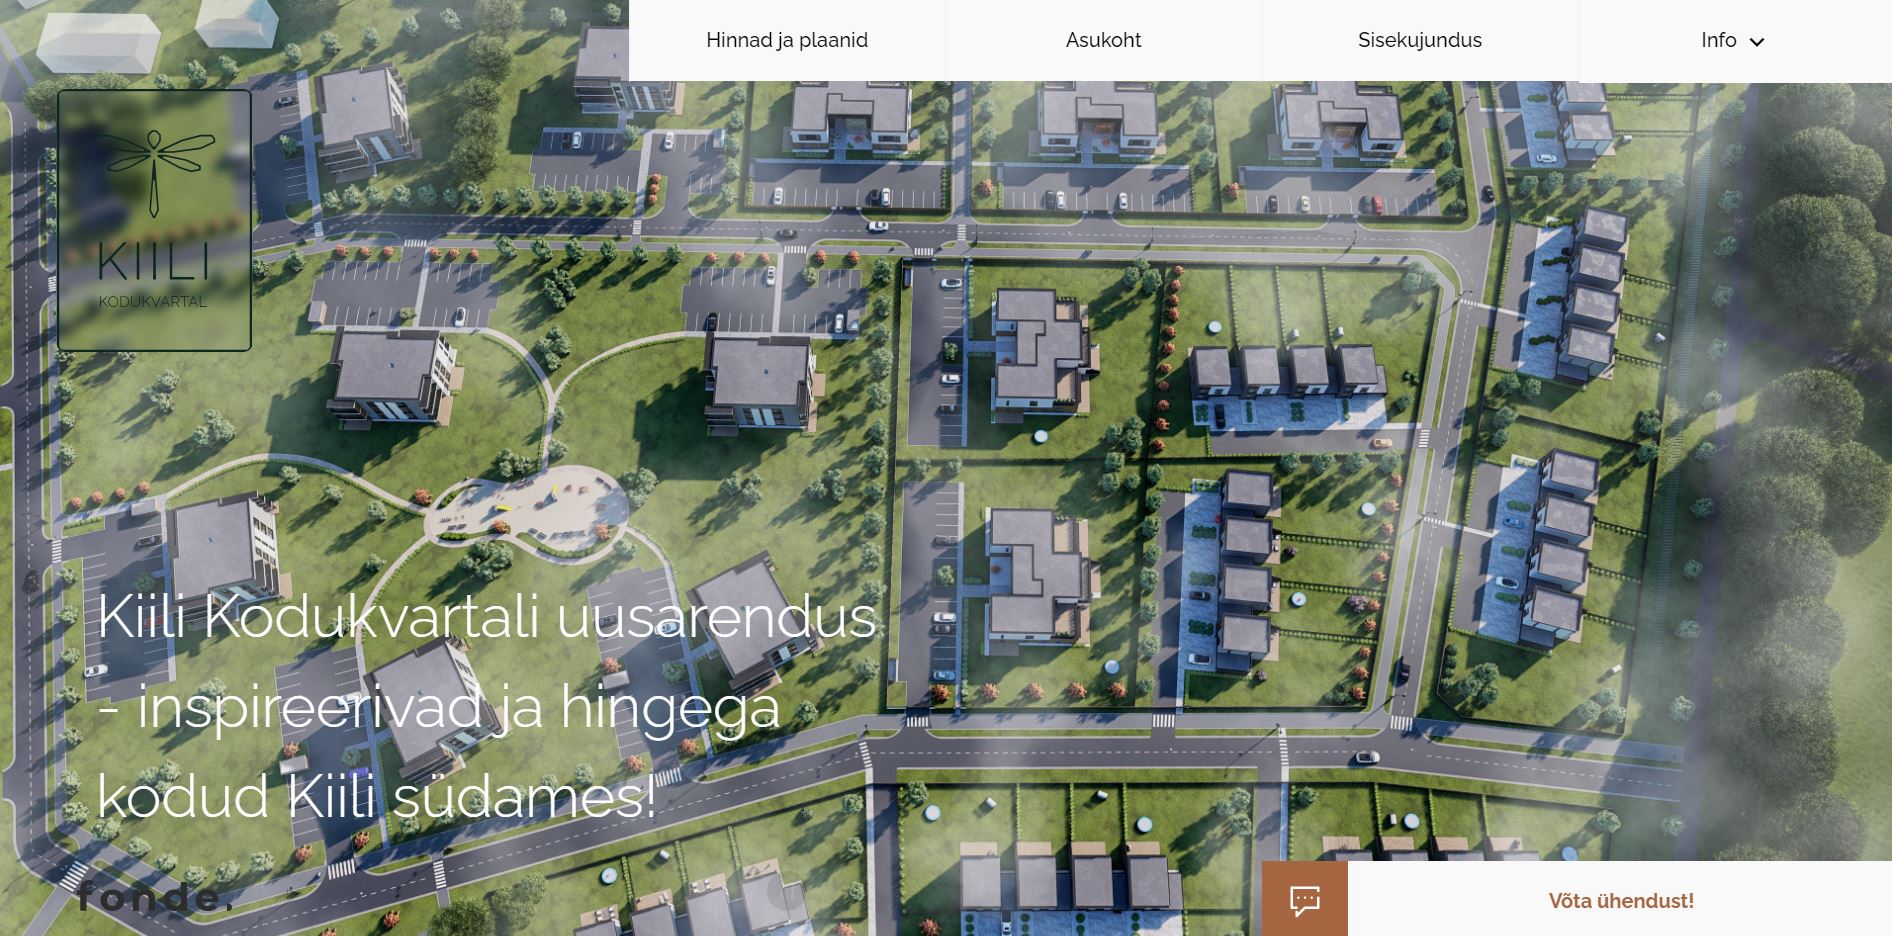 Hinnad ja plaanid
Asukoht
Sisekujundus
Info
KIILI
KODUKVARTAL
Kiili Kodukvartali uusarendus
- inspireerivad ja hingega
kodud Kiili südames!
fonde.
Võta ühendust!